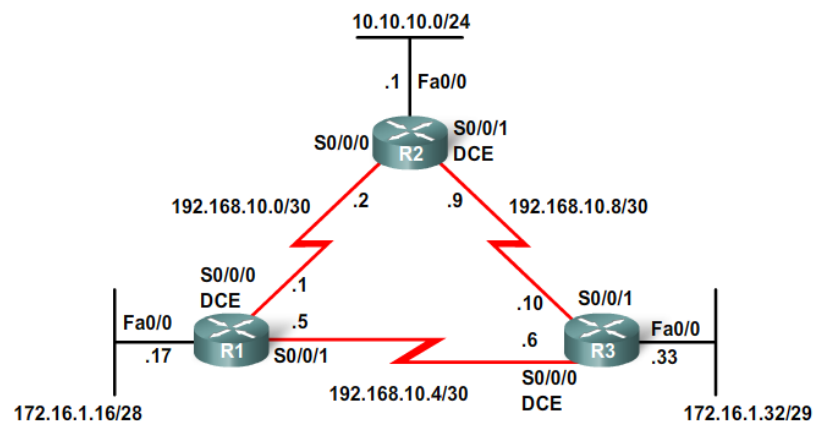 10.10.10.0/24
.1 Fa0/0
S0/0/0
S0/0/1
DCE
R2
192.168.10.0/30
.2
.9
192.168.10.8/30
S0/0/0
DCE
.1
.10
S0/0/1
Fa0/0
.17
R1
.5
S0/0/1
.6
R3
Fa0/0
.33
S0/0/0
DCE
192.168.10.4/30
172.16.1.16/28
172.16.1.32/29